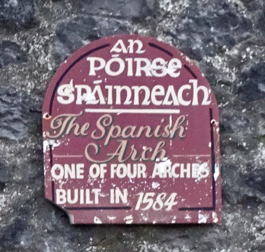 an
póirse
spáinneach
The Spanish
Arch
ONE OF FOUR ARCHES
BUILT IN 1584